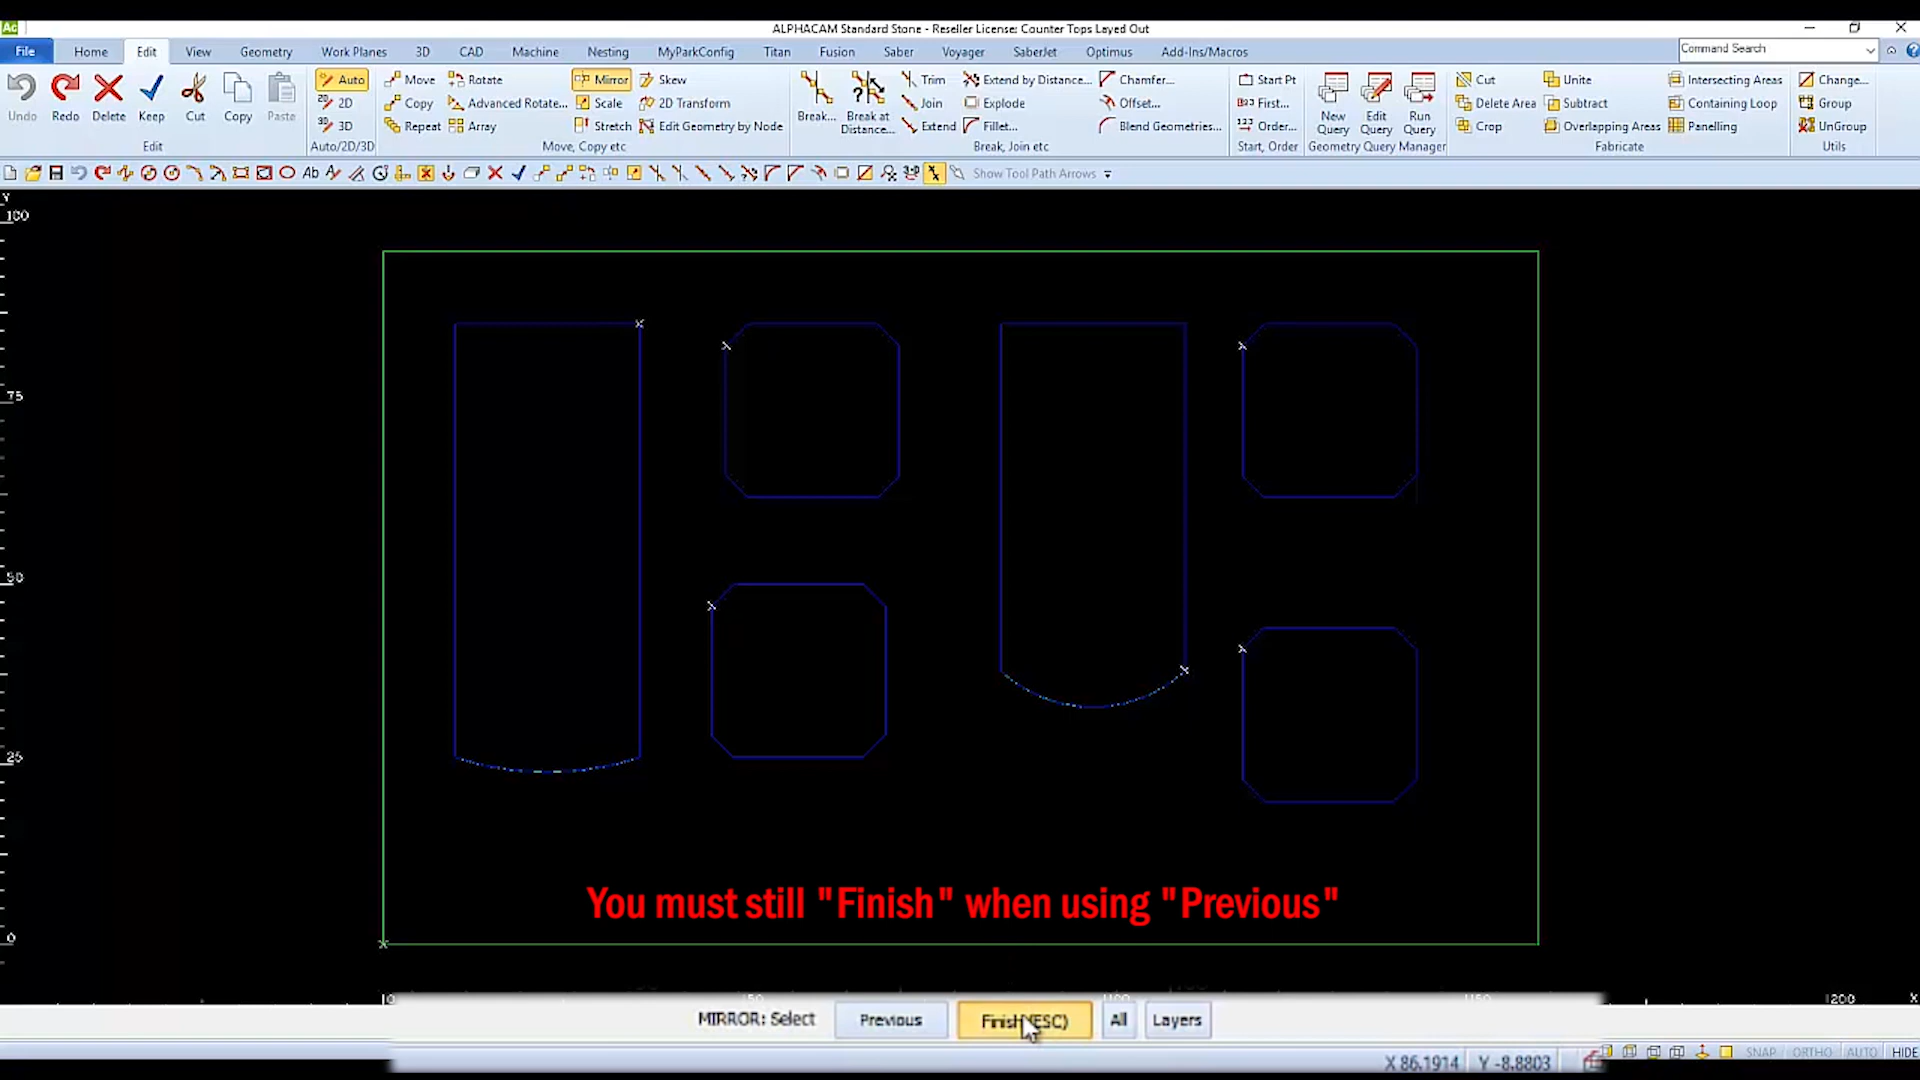 Ac
ALPHACAM Standard Stone - Reseller License: Counter Tops Layed Out
File Home Edit View Geometry Work Planes 3D CAD Machine Nesting MyParkConfig Titan Fusion Saber Voyager SaberJet Optimus Add-Ins/Macros Command Search
Auto Move Rotate Mirror Skew Trim Extend by Distance... Chamfer... Start Pt Cut Unite Intersecting Areas Change...
2D Copy Advanced Rotate... Scale 2D Transform Join Explode Offset... First... Delete Area Subtract Containing Loop Group
Undo Redo Delete Keep Cut Copy Paste Break... Break at Distance... New Query Edit Query Run Query
3D Repeat Array Stretch Edit Geometry by Node Extend Fillet... Blend Geometries... Order... Crop Overlapping Areas Panelling UnGroup
Edit Auto/2D/3D Move, Copy etc Break, Join etc Start, Order Geometry Query Manager Fabricate Utils
Show Tool Path Arrows
Y
100
75
50
25
0
You must still "Finish" when using "Previous"
X
MIRROR: Select Previous Finish (ESC) All Layers
X 86.1914 Y -8.8803 SNAP ORTHO AUTO HIDE